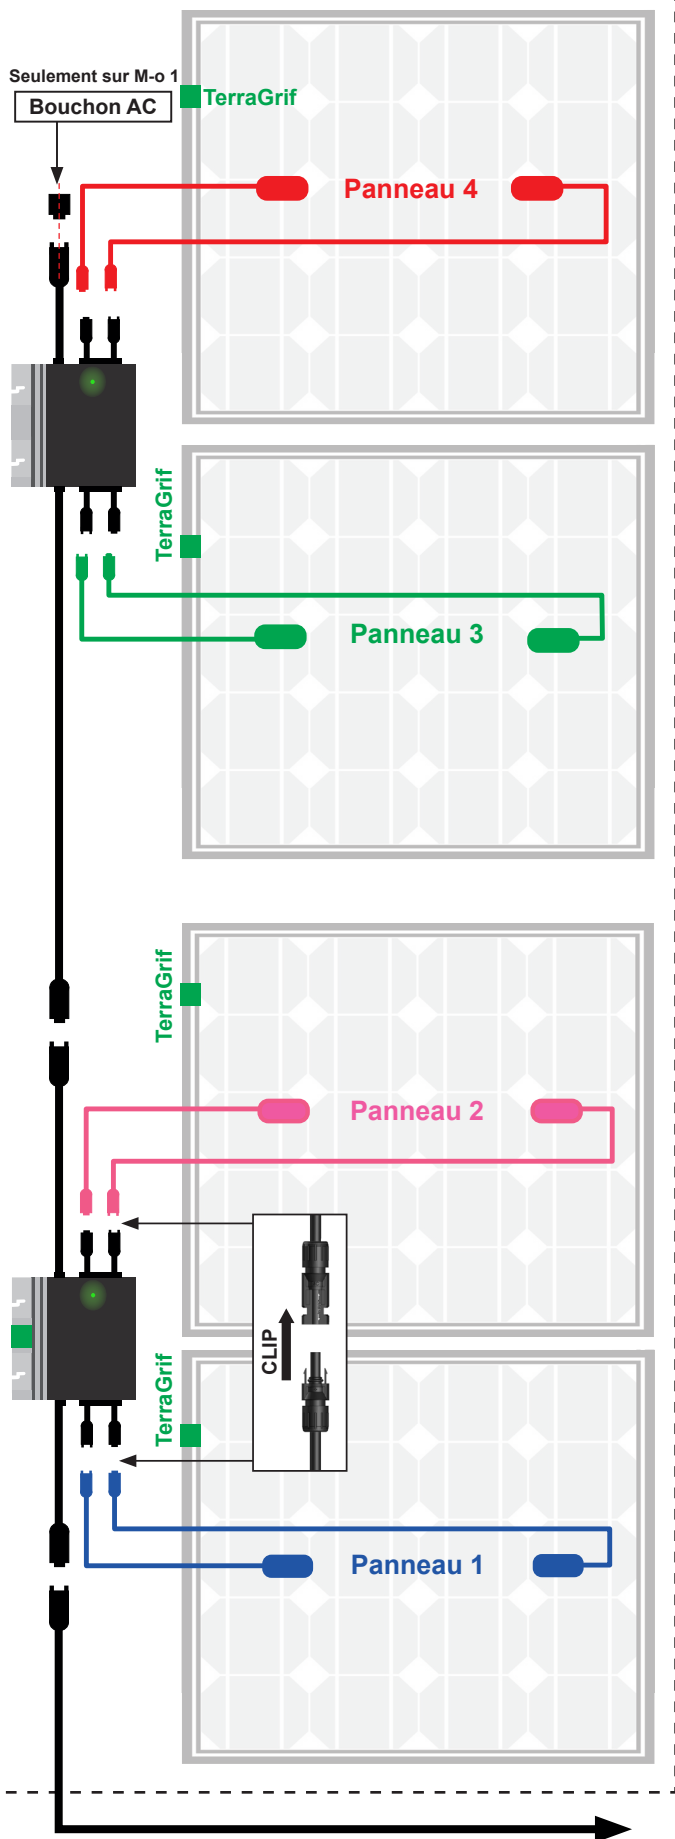 Seulement sur M-o 1
Bouchon AC
TerraGrif
Panneau 4
TerraGrif
Panneau 3
TerraGrif
Panneau 2
CLIP
TerraGrif
Panneau 1